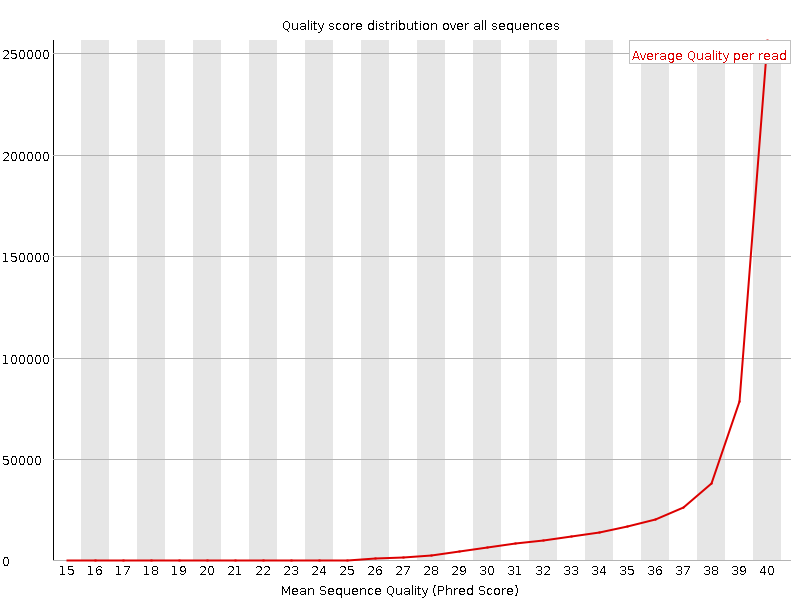 Quality score distribution over all sequences
Average Quality per read
250000
200000
150000
100000
50000
0
15 16 17 18 19 20 21 22 23 24 25 26 27 28 29 30 31 32 33 34 35 36 37 38 39 40
Mean Sequence Quality (Phred Score)